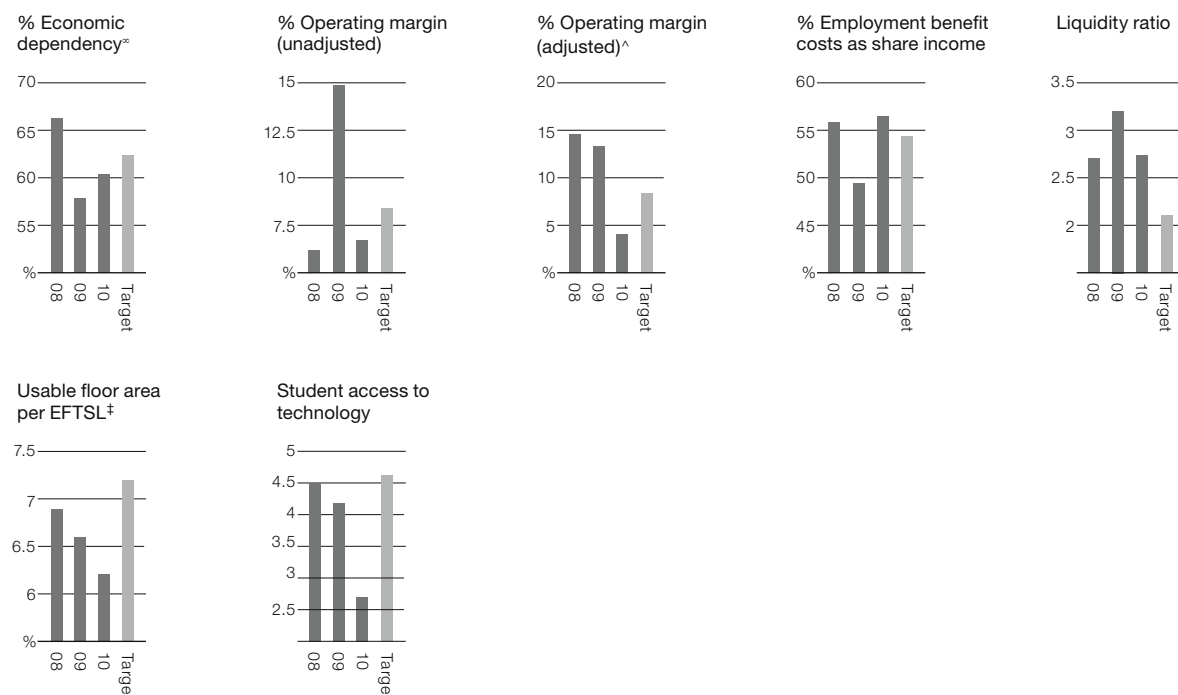 % Economic
dependency∞
70
65
60
55
%
08
09
10
Target
% Operating margin
(unadjusted)
15
12.5
10
7.5
%
08
09
10
Target
% Operating margin
(adjusted)^
20
15
10
5
%
08
09
10
Target
% Employment benefit
costs as share income
60
55
50
45
%
08
09
10
Target
Liquidity ratio
3.5
3
2.5
2
08
09
10
Target
Usable floor area
per EFTSL‡
7.5
7
6.5
6
%
08
09
10
Targe
Student access to
technology
5
4.5
4
3.5
3
2.5
08
09
10
Targe